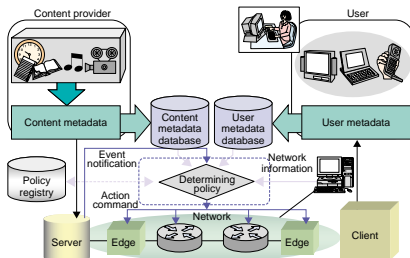 Content provider
User
Content metadata
Content
metadata
database
User
metadata
database
User metadata
Event
notification
Network
information
Policy
registry
Determining
policy
Action
command
Network
Server
Edge
Edge
Client